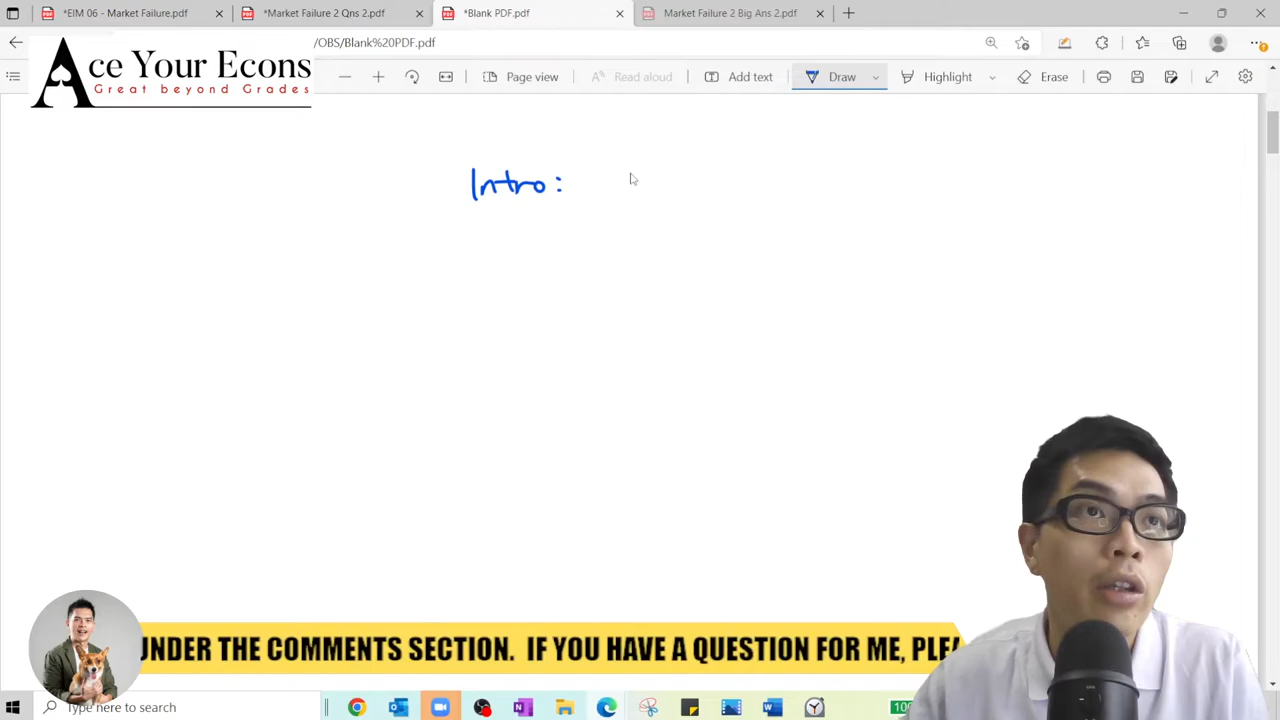 *EIM 06 - Market Failure.pdf
*Market Failure 2 Qns 2.pdf
*Blank PDF.pdf
Market Failure 2 Big Ans 2.pdf
/OBS/Blank%20PDF.pdf
Ace Your Econs
Great beyond Grades
Page view
Read aloud
Add text
Draw
Highlight
Erase
Intro:
UNDER THE COMMENTS SECTION. IF YOU HAVE A QUESTION FOR ME,
Type here to search